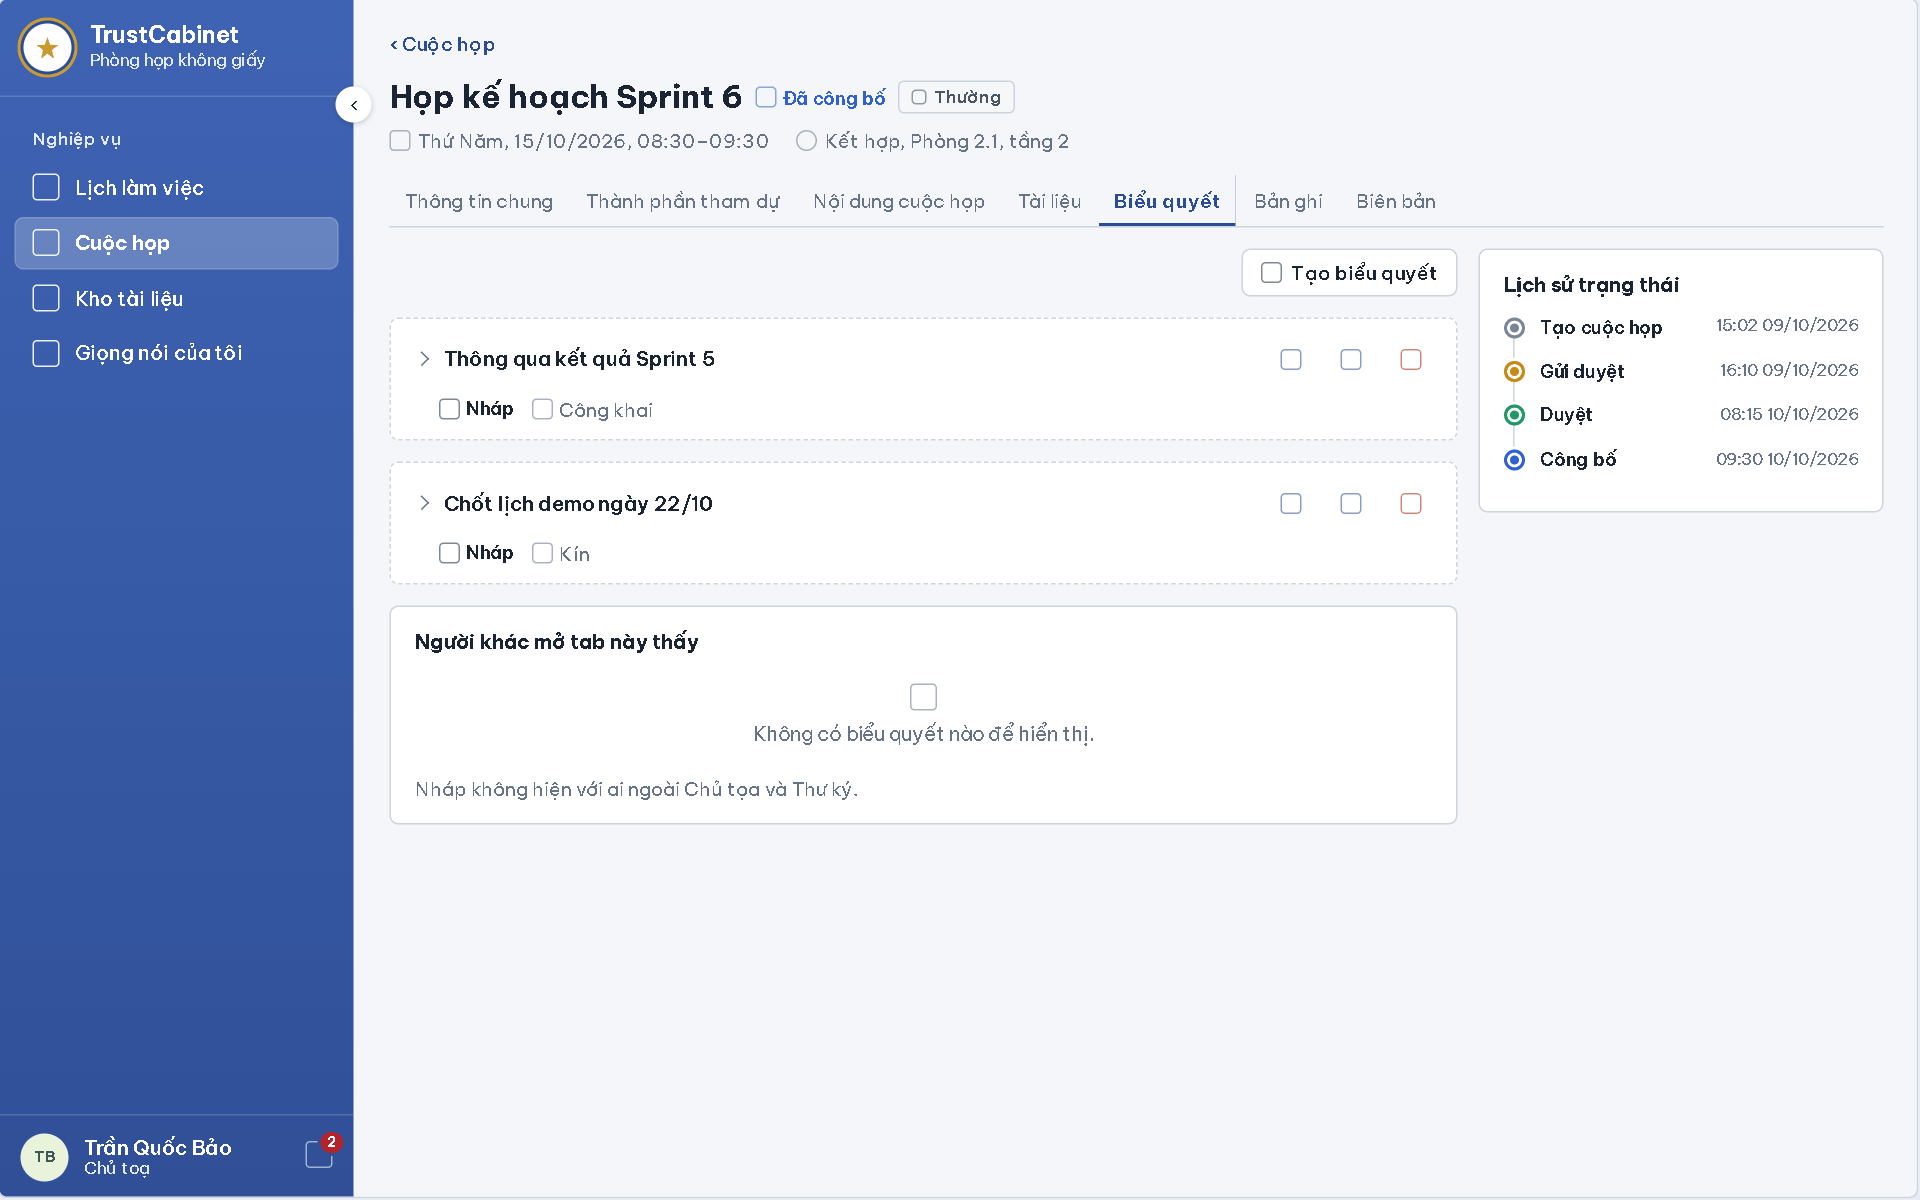 TrustCabinet
Phòng họp không giấy
Nghiệp vụ
Lịch làm việc
Cuộc họp
Kho tài liệu
Giọng nói của tôi
TB
Trần Quốc Bảo
Chủ toạ
2
‹ Cuộc họp
Họp kế hoạch Sprint 6
Đã công bố
Thường
Thứ Năm, 15/10/2026, 08:30–09:30
Kết hợp, Phòng 2.1, tầng 2
Thông tin chung
Thành phần tham dự
Nội dung cuộc họp
Tài liệu
Biểu quyết
Bản ghi
Biên bản
Tạo biểu quyết
Thông qua kết quả Sprint 5
Nháp
Công khai
Chốt lịch demo ngày 22/10
Nháp
Kín
Người khác mở tab này thấy
Không có biểu quyết nào để hiển thị.
Nháp không hiện với ai ngoài Chủ tọa và Thư ký.
Lịch sử trạng thái
Tạo cuộc họp 15:02 09/10/2026
Gửi duyệt 16:10 09/10/2026
Duyệt 08:15 10/10/2026
Công bố 09:30 10/10/2026